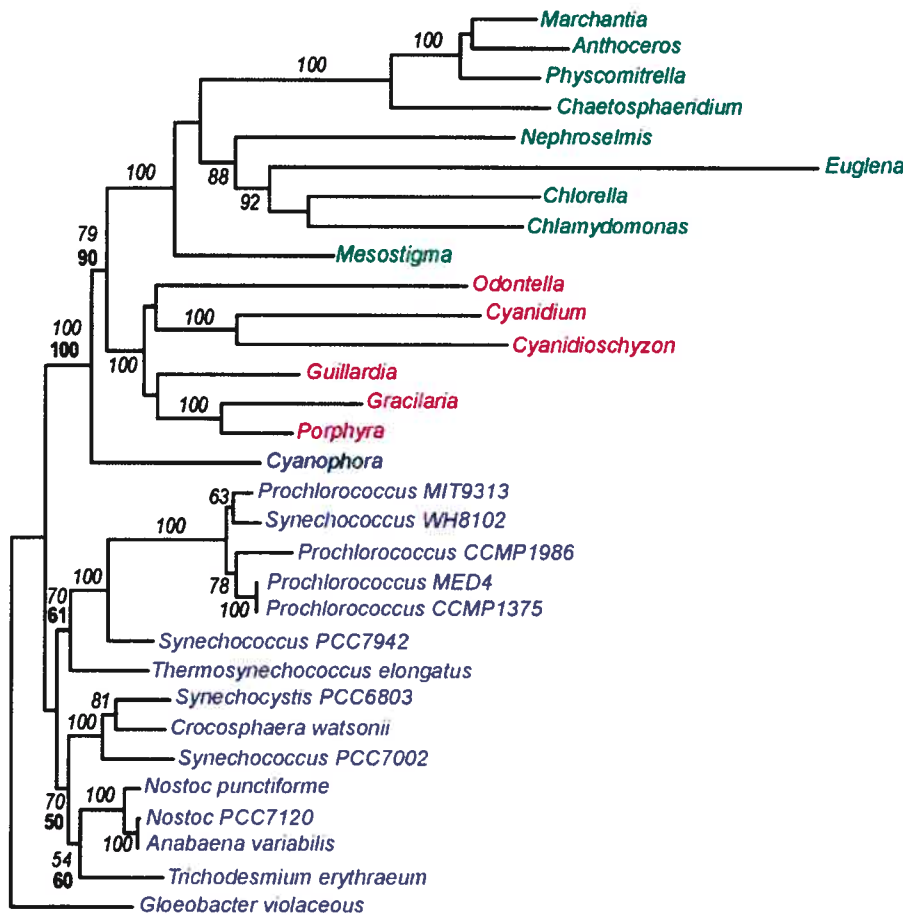 Marchantia
100
Anthoceros
100
Physcomitrella
Chaetosphaeridium
Nephroselmis
88
Euglena
92
Chlorella
100
Chlamydomonas
79
90
Mesostigma
Odontella
100
Cyanidium
100
100
Cyanidioschyzon
100
Guillardia
100
Gracilaria
Porphyra
Cyanophora
63
Prochlorococcus MIT9313
100
Synechococcus WH8102
Prochlorococcus CCMP1986
78
Prochlorococcus MED4
100
Prochlorococcus CCMP1375
100
70
61
Synechococcus PCC7942
Thermosynechococcus elongatus
81
Synechocystis PCC6803
100
Crocosphaera watsonii
Synechococcus PCC7002
70
50
100
Nostoc punctiforme
Nostoc PCC7120
100
Anabaena variabilis
54
60
Trichodesmium erythraeum
Gloeobacter violaceous